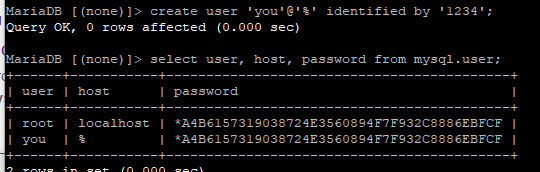 MariaDB [(none)]> create user 'you'@'%' identified by '1234';
Query OK, 0 rows affected (0.000 sec)
MariaDB [(none)]> select user, host, password from mysql.user;
+------+-----------+-------------------------------------------+
| user | host      | password                                  |
+------+-----------+-------------------------------------------+
| root | localhost | *A4B6157319038724E3560894F7F932C8886EBFCF |
| you  | %         | *A4B6157319038724E3560894F7F932C8886EBFCF |
+------+-----------+-------------------------------------------+
2 rows in set (0.000 sec)